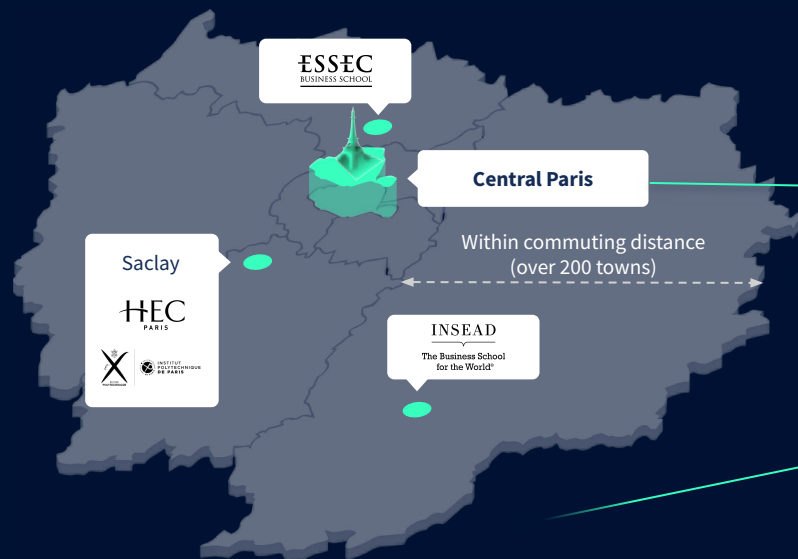 ESSEC
BUSINESS SCHOOL
Central Paris
Within commuting distance
(over 200 towns)
Saclay
HEC
PARIS
INSTITUT
POLYTECHNIQUE
DE PARIS
INSEAD
The Business School
for the World®